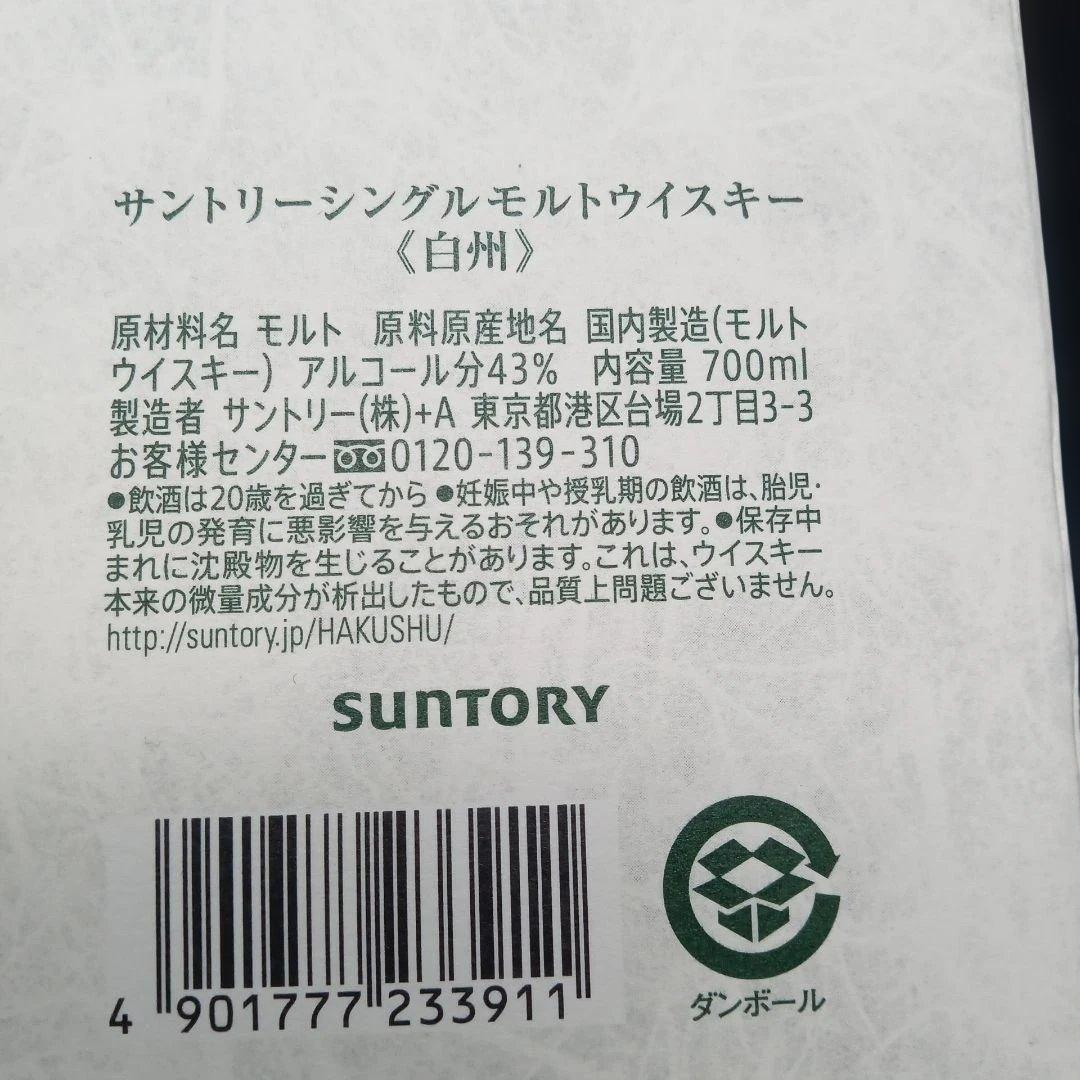 サントリーシングルモルトウイスキー
《白州》
原材料名 モルト 原料原産地名 国内製造(モルト
ウイスキー) アルコール分43% 内容量 700ml
製造者 サントリー(株)+A 東京都港区台場2丁目3-3
お客様センター 0120-139-310
●飲酒は20歳を過ぎてから ●妊娠中や授乳期の飲酒は、胎児・
乳児の発育に悪影響を与えるおそれがあります。●保存中
まれに沈殿物を生じることがあります。これは、ウイスキー
本来の微量成分が析出したもので、品質上問題ございません。
http://suntory.jp/HAKUSHU/
SUNTORY
4 901777 233911
ダンボール